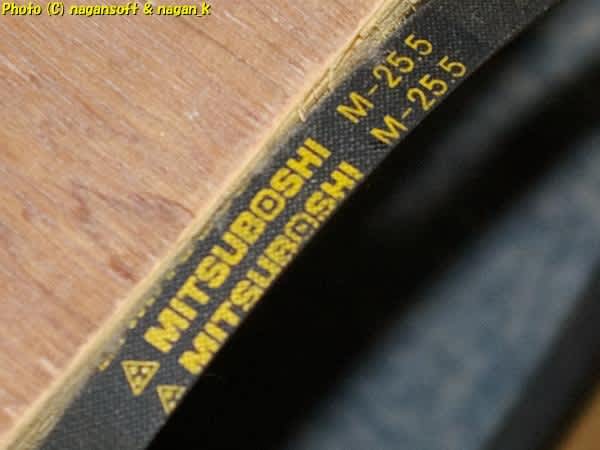 Photo (C) nagansoft & nagan_k
MITSUBOSHI M-25.5
MITSUBOSHI M-25.5